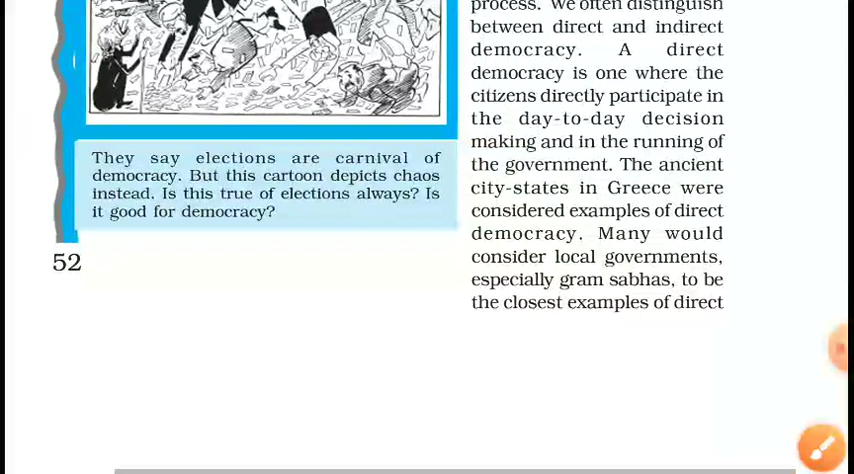 They say elections are carnival of
democracy. But this cartoon depicts chaos
instead. Is this true of elections always? Is
it good for democracy?
52
process. We often distinguish
between direct and indirect
democracy. A direct
democracy is one where the
citizens directly participate in
the day-to-day decision
making and in the running of
the government. The ancient
city-states in Greece were
considered examples of direct
democracy. Many would
consider local governments,
especially gram sabhas, to be
the closest examples of direct